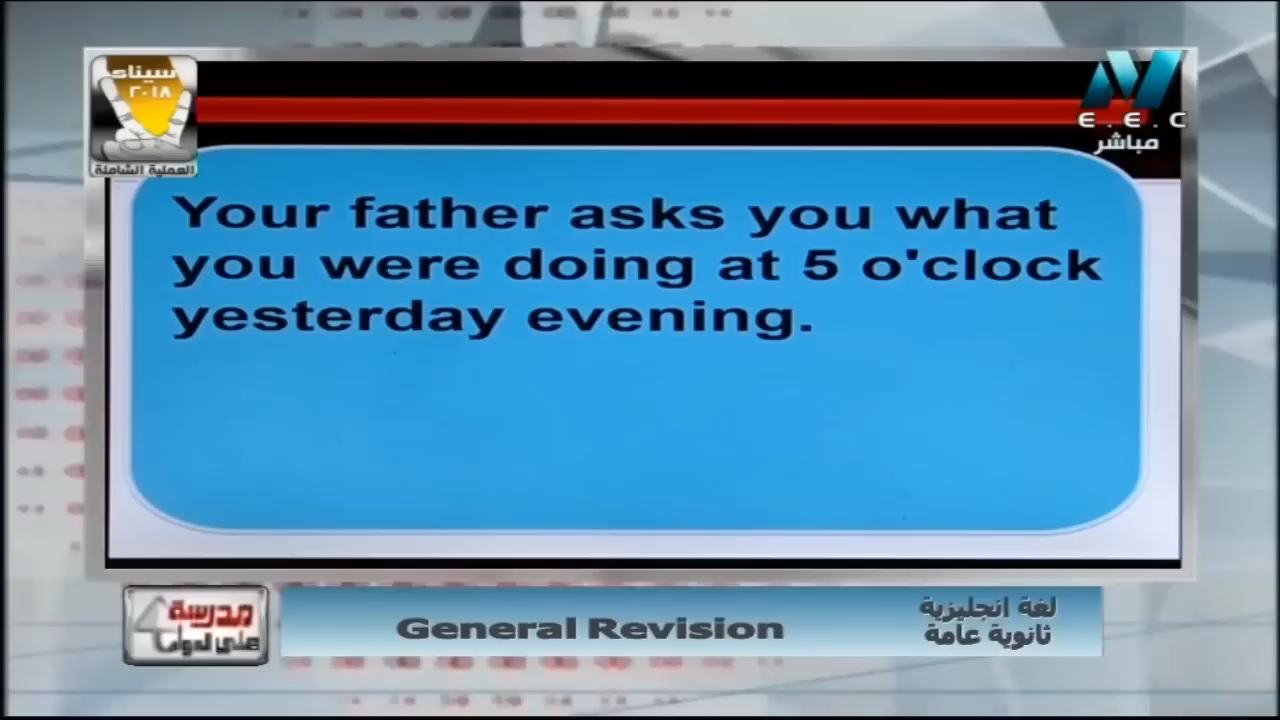 سيناء
٢٠١٨
العملية الشاملة
E.E.C
مباشر
Your father asks you what
you were doing at 5 o'clock
yesterday evening.
مدرسة
على الهواء
General Revision
لغة انجليزية
ثانوية عامة